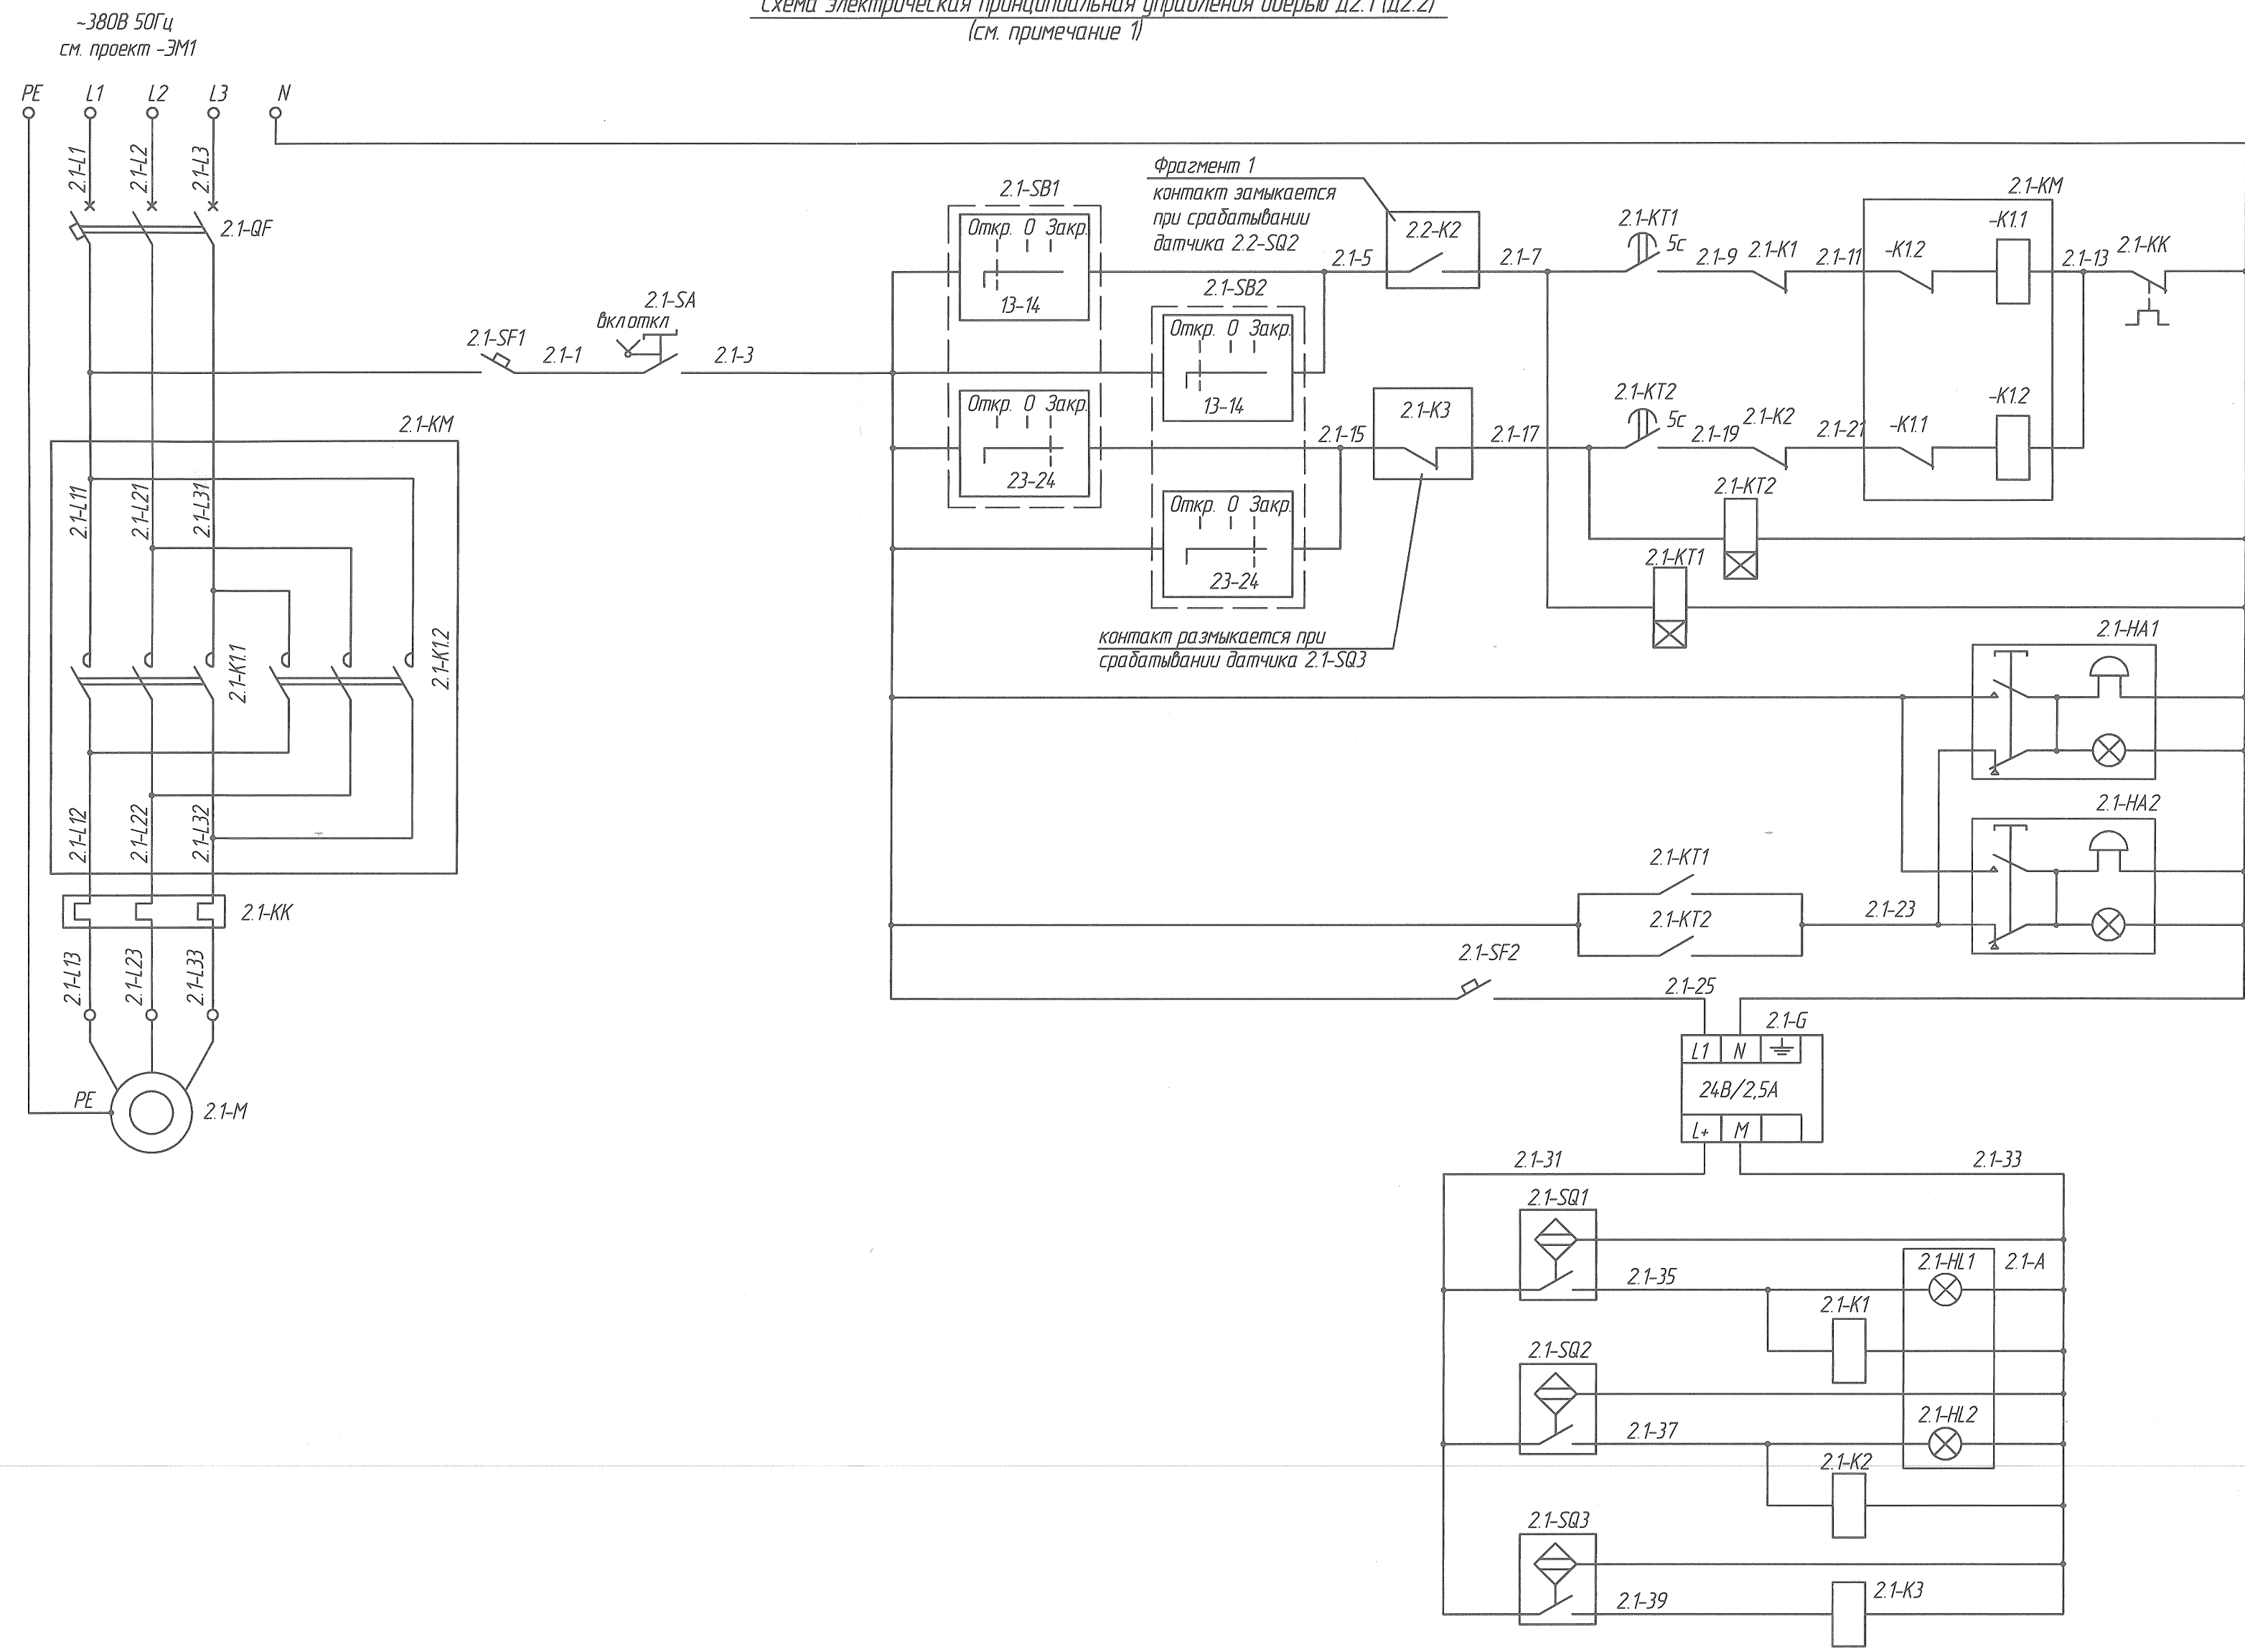 Схема электрическая принципиальная управления дверью Д2.1 (Д2.2)
(см. примечание 1)
~380В 50Гц
см. проект -ЭМ1
PE
L1
L2
L3
N
2.1-L1
2.1-L2
2.1-L3
2.1-QF
2.1-SF1
2.1-1
2.1-SA
вкл откл
2.1-3
2.1-SB1
Откр. 0 Закр.
13-14
Откр. 0 Закр.
23-24
2.1-SB2
Откр. 0 Закр.
13-14
Откр. 0 Закр.
23-24
Фрагмент 1
контакт замыкается
при срабатывании
датчика 2.2-SQ2
2.1-5
2.2-K2
2.1-7
2.1-KT1
5с
2.1-9
2.1-K1
2.1-11
2.1-KM
-K1.2
-K1.1
2.1-13
2.1-KK
2.1-15
2.1-K3
2.1-17
2.1-KT2
5с
2.1-19
2.1-K2
2.1-21
-K1.1
-K1.2
2.1-KT2
2.1-KT1
контакт размыкается при
срабатывании датчика 2.1-SQ3
2.1-KM
2.1-L11
2.1-L21
2.1-L31
2.1-K1.1
2.1-K1.2
2.1-L12
2.1-L22
2.1-L32
2.1-KK
2.1-L13
2.1-L23
2.1-L33
PE
2.1-M
2.1-HA1
2.1-HA2
2.1-KT1
2.1-KT2
2.1-23
2.1-SF2
2.1-25
2.1-G
L1
N
24В/2,5А
L+
M
2.1-31
2.1-33
2.1-SQ1
2.1-35
2.1-HL1
2.1-A
2.1-K1
2.1-SQ2
2.1-37
2.1-HL2
2.1-K2
2.1-SQ3
2.1-39
2.1-K3